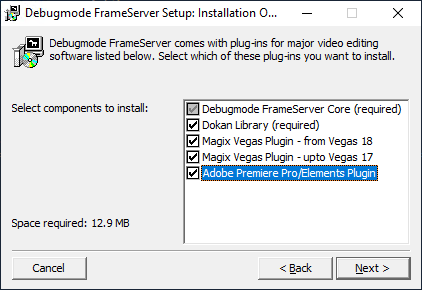 Debugmode FrameServer Setup: Installation O...
Debugmode FrameServer comes with plug-ins for major video editing
software listed below. Select which of these plug-ins you want to install.
Select components to install:
Debugmode FrameServer Core (required)
Dokan Library (required)
Magix Vegas Plugin - from Vegas 18
Magix Vegas Plugin - upto Vegas 17
Adobe Premiere Pro/Elements Plugin
Space required: 12.9 MB
Cancel
< Back
Next >